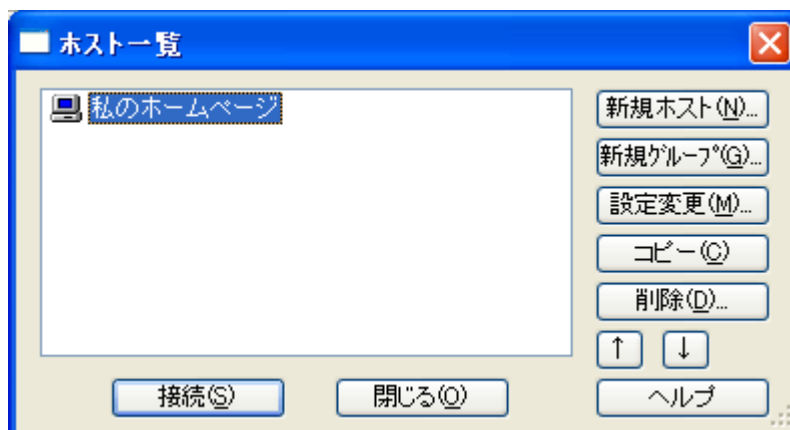 ホスト一覧
私のホームページ
新規ホスト(N)...
新規ｸﾞﾙｰﾌﾟ(G)...
設定変更(M)...
コピー(C)
削除(D)...
↑ ↓
接続(S)
閉じる(O)
ヘルプ